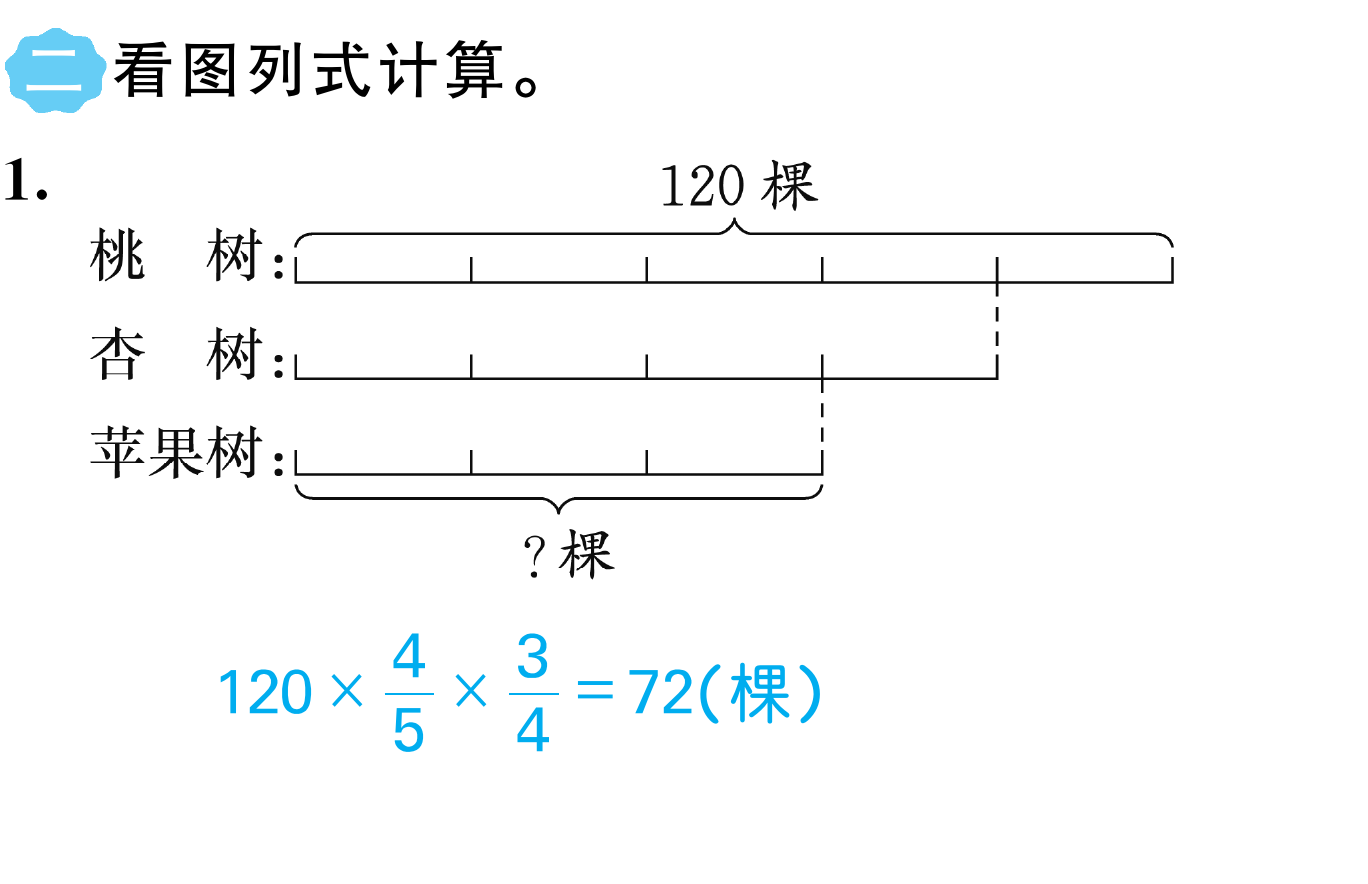 二 看图列式计算。
1.
120 棵
桃 树:
杏 树:
苹果树:
? 棵
120 × 4/5 × 3/4 = 72(棵)